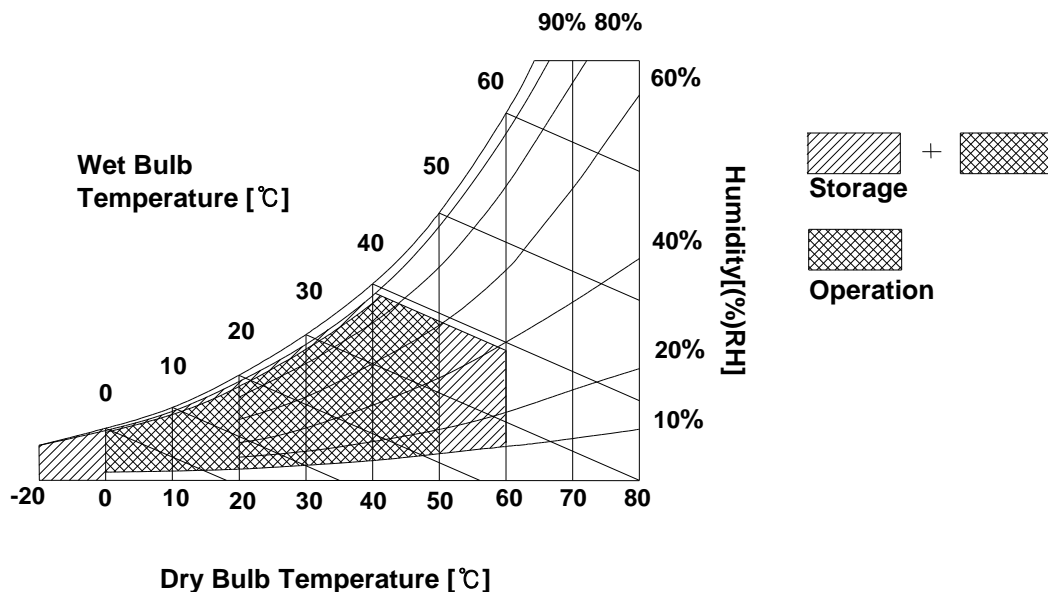 90% 80%
60
60%
50
Wet Bulb
Temperature [℃]
+
Storage
40
40%
Humidity[(%)RH]
30
Operation
20
20%
10
10%
0
-20 0 10 20 30 40 50 60 70 80
Dry Bulb Temperature [℃]